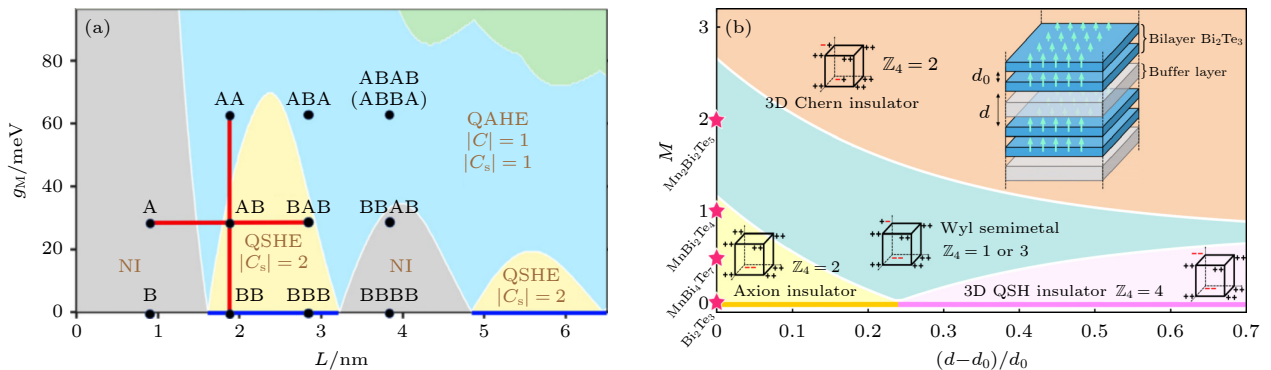 (a)
80
60
40
20
0
g_M/meV
0
1
2
3
4
5
6
L/nm
AA
ABA
ABAB
(ABBA)
QAHE
|C|=1
|C_s|=1
A
AB
BAB
BBAB
NI
QSHE
|C_s|=2
NI
QSHE
|C_s|=2
B
BB
BBB
BBBB
(b)
3
2
1
0
M
Mn₂Bi₂Te₅
MnBi₂Te₄
MnBi₄Te₇
Bi₂Te₃
ℤ₄=2
3D Chern insulator
d₀
d
Bilayer Bi₂Te₃
Buffer layer
Wyl semimetal
ℤ₄=1 or 3
ℤ₄=2
Axion insulator
3D QSH insulator ℤ₄=4
0
0.1
0.2
0.3
0.4
0.5
0.6
0.7
(d−d₀)/d₀